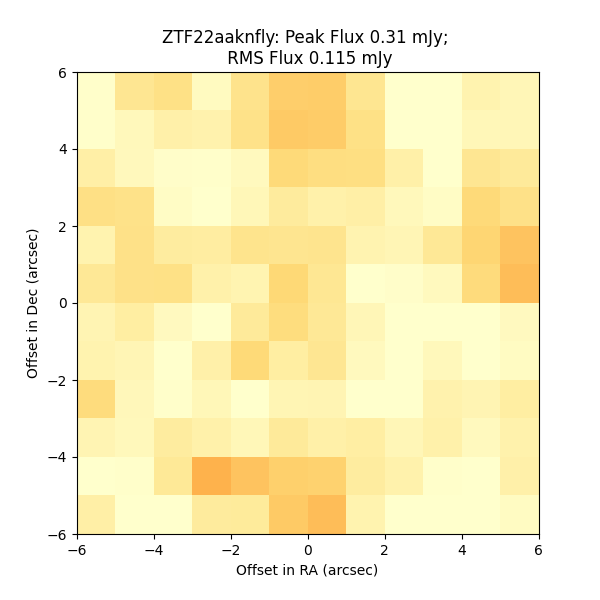 ZTF22aaknfly: Peak Flux 0.31 mJy;
RMS Flux 0.115 mJy
6
4
2
0
−2
−4
−6
Offset in Dec (arcsec)
−6 −4 −2 0 2 4 6
Offset in RA (arcsec)